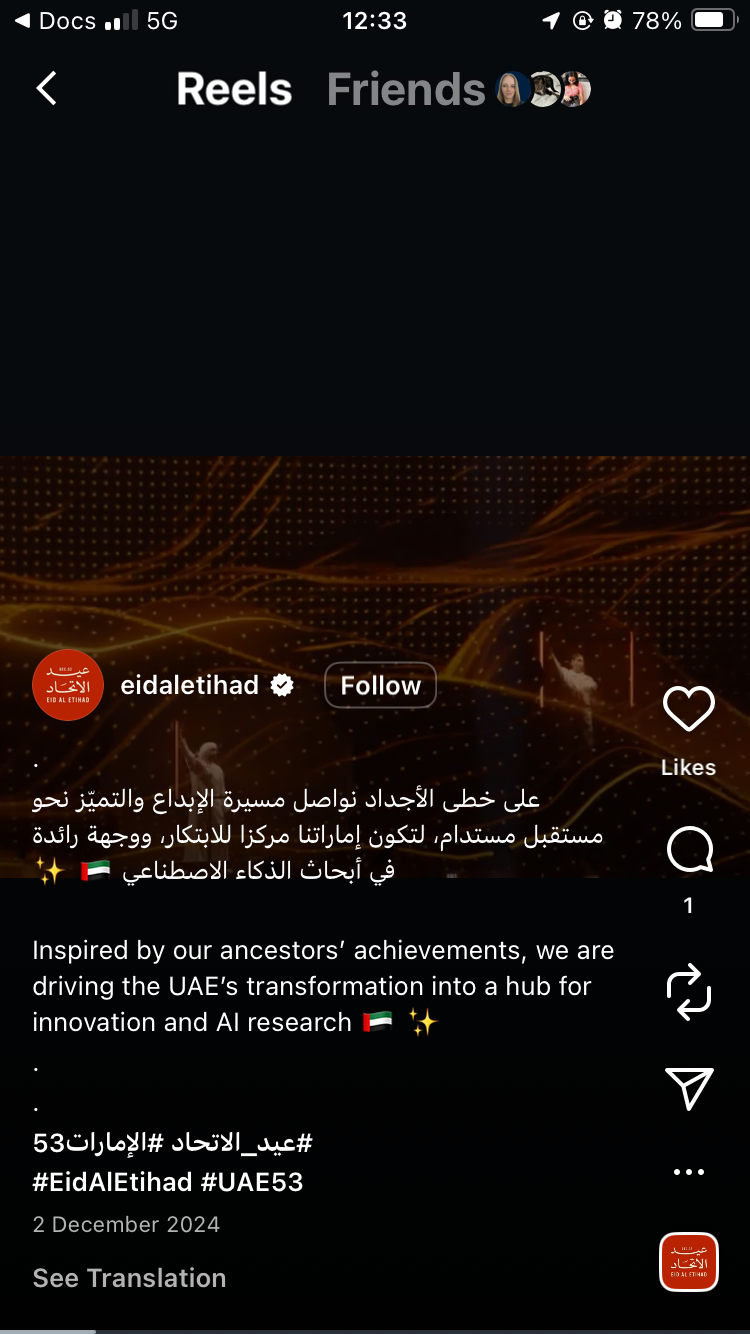 Docs 5G 12:33 78%
Reels Friends
عيد
الاتحاد
EID AL ETIHAD
eidaletihad Follow
Likes
.
على خطى الأجداد نواصل مسيرة الإبداع والتميّز نحو
مستقبل مستدام، لتكون إماراتنا مركزا للابتكار، ووجهة رائدة
في أبحاث الذكاء الاصطناعي 🇦🇪 ✨
1
Inspired by our ancestors’ achievements, we are
driving the UAE’s transformation into a hub for
innovation and AI research 🇦🇪 ✨
.
.
#عيد_الاتحاد #الإمارات53
#EidAlEtihad #UAE53
2 December 2024
عيد
الاتحاد
EID AL ETIHAD
See Translation